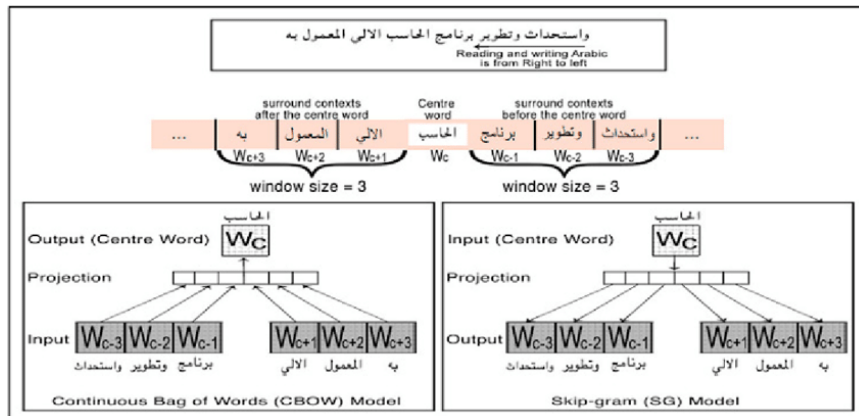 واستحداث وتطوير برنامج الحاسب الالي المعمول به
Reading and writing Arabic
is from Right to left
surround contexts
after the centre word
Centre
word
surround contexts
before the centre word
... به المعمول الالي الحاسب برنامج وتطوير واستحداث ...
Wc+3 Wc+2 Wc+1 Wc Wc-1 Wc-2 Wc-3
window size = 3 window size = 3
الحاسب
Output (Centre Word) Wc
Projection
Input Wc-3 Wc-2 Wc-1 Wc+1 Wc+2 Wc+3
واستحداث وتطوير برنامج الالي المعمول به
Continuous Bag of Words (CBOW) Model
الحاسب
Input (Centre Word) Wc
Projection
Output Wc-3 Wc-2 Wc-1 Wc+1 Wc+2 Wc+3
واستحداث وتطوير برنامج الالي المعمول به
Skip-gram (SG) Model